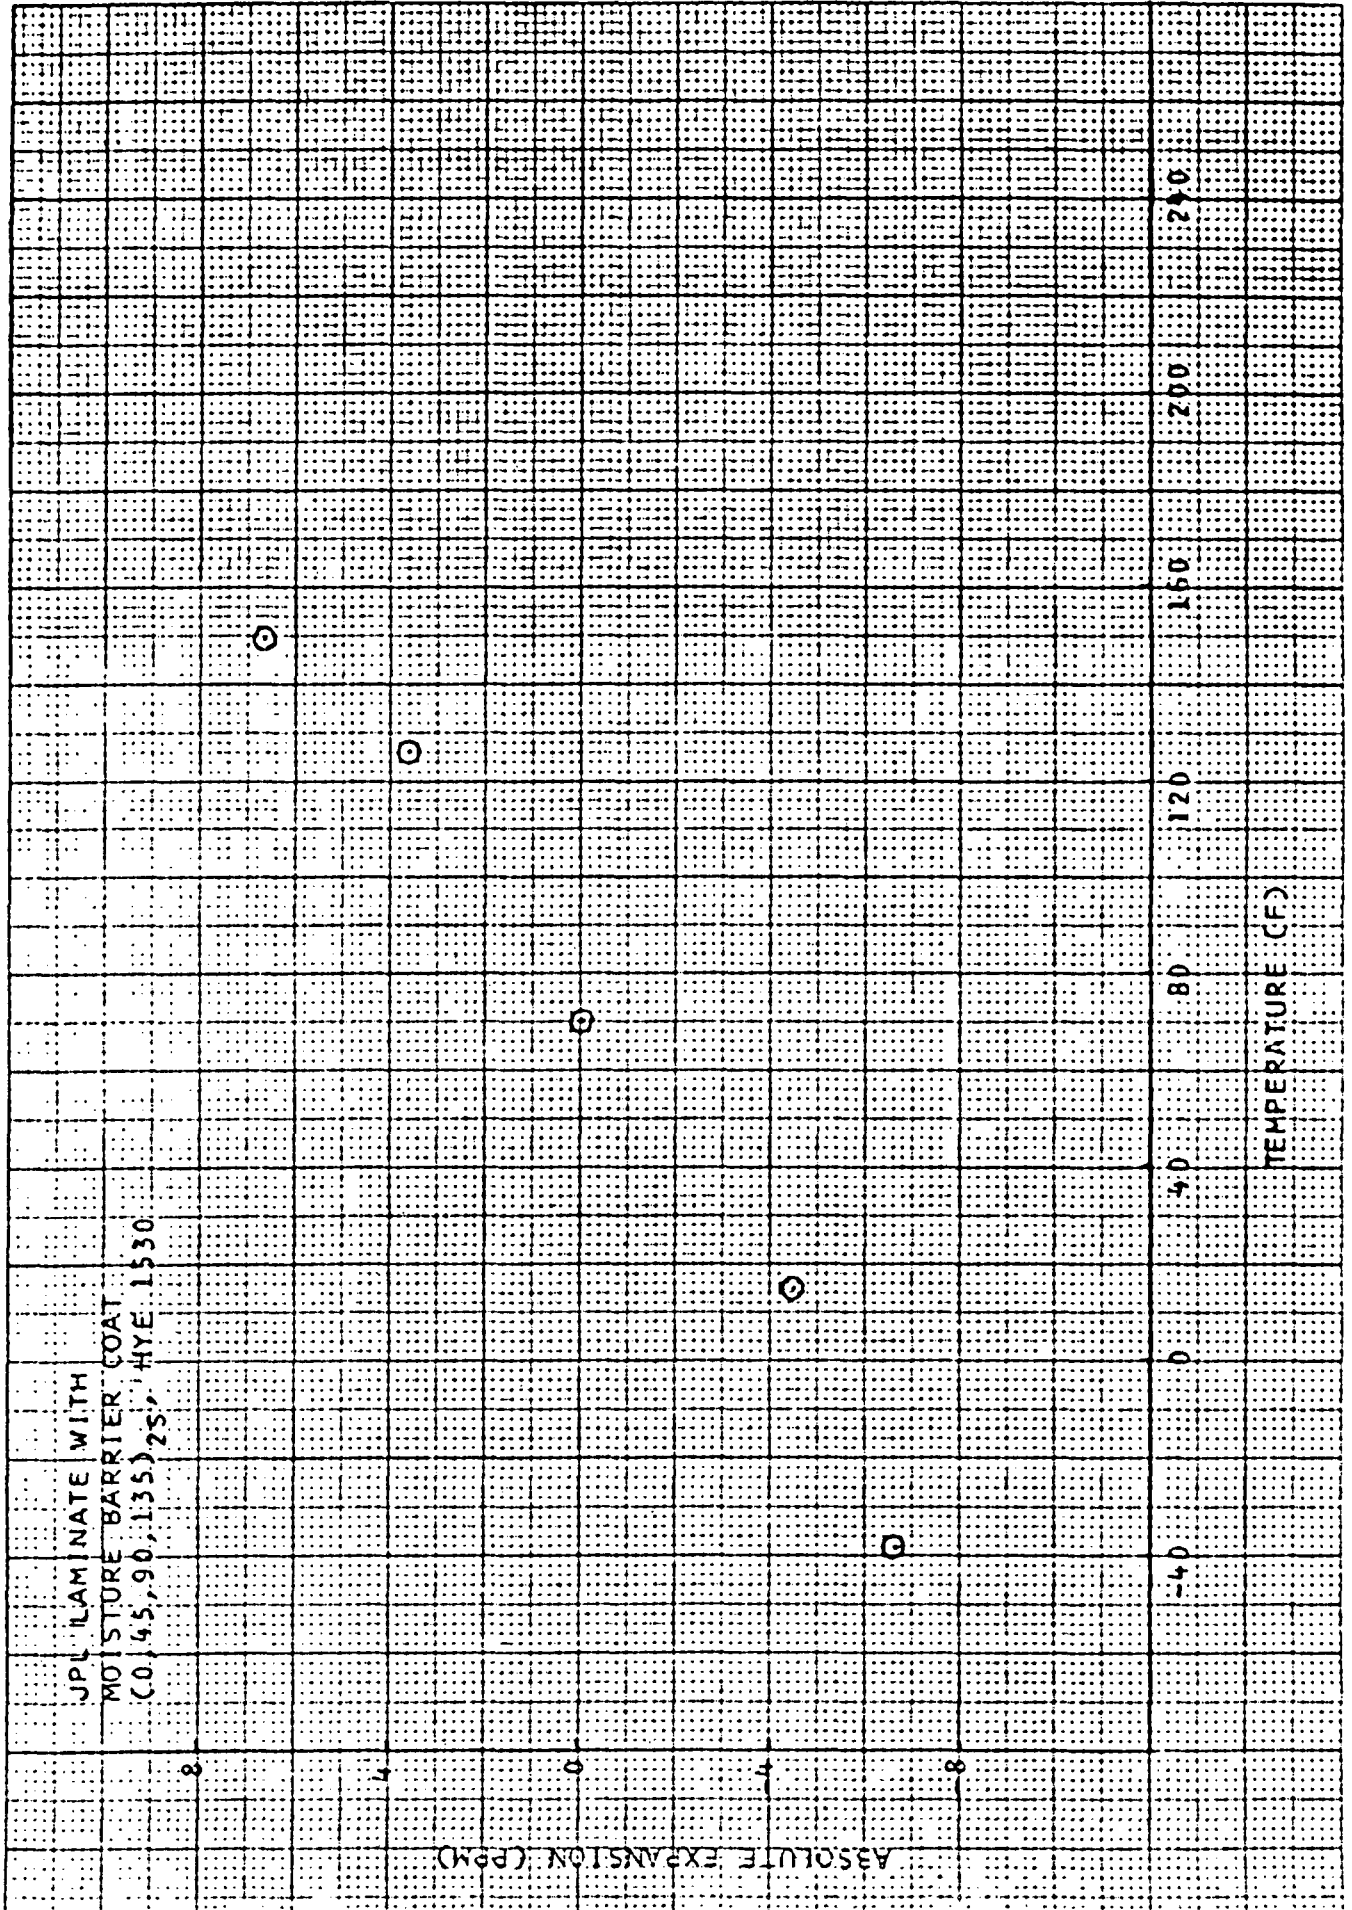 JPL LAMINATE WITH
MOISTURE BARRIER COAT
(0,45,90,135)2S, HYE 1530
ABSOLUTE EXPANSION (PPM)
8
4
0
-4
-8
-40
0
40
80
120
160
200
240
TEMPERATURE (F)